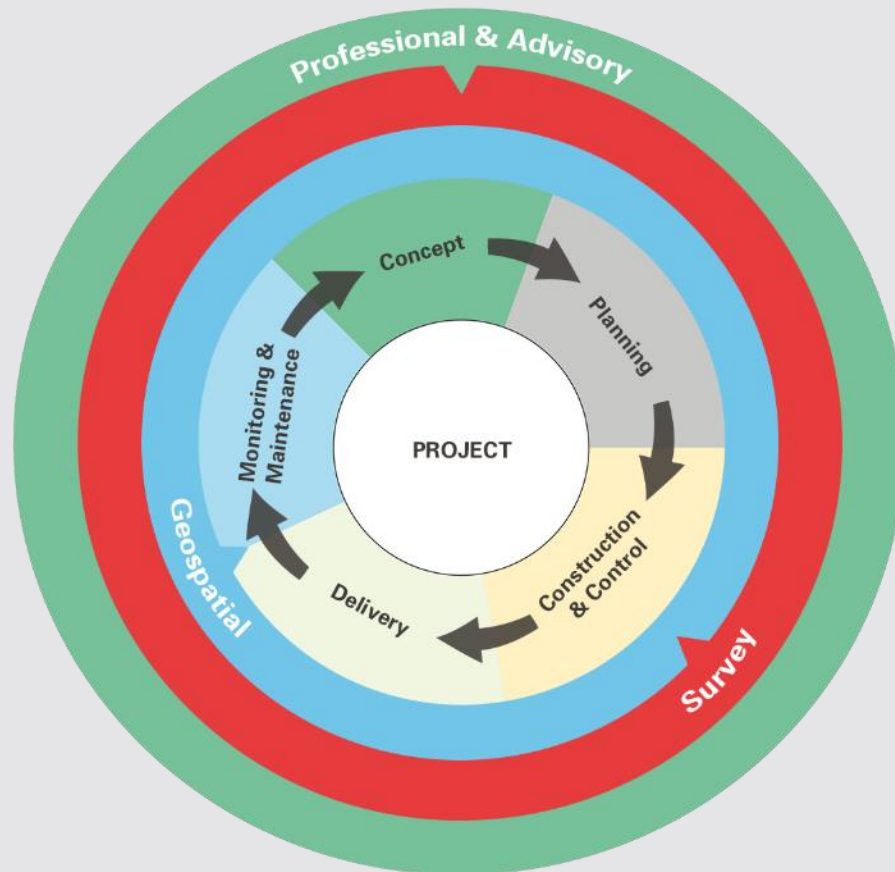 Professional & Advisory
Concept
Planning
Monitoring &
Maintenance
PROJECT
Geospatial
Construction
& Control
Delivery
Survey